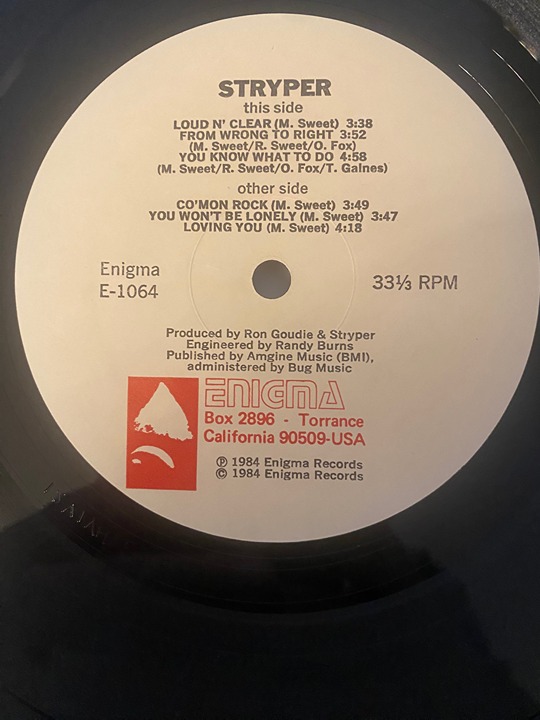 STRYPER
this side
LOUD N' CLEAR (M. Sweet) 3:38
FROM WRONG TO RIGHT 3:52
(M. Sweet/R. Sweet/O. Fox)
YOU KNOW WHAT TO DO 4:58
(M. Sweet/R. Sweet/O. Fox/T. Gaines)
other side
CO'MON ROCK (M. Sweet) 3:49
YOU WON'T BE LONELY (M. Sweet) 3:47
LOVING YOU (M. Sweet) 4:18
Enigma
E-1064
33⅓ RPM
Produced by Ron Goudie & Stryper
Engineered by Randy Burns
Published by Amgine Music (BMI),
administered by Bug Music
ENIGMA
Box 2896 - Torrance
California 90509-USA
℗ 1984 Enigma Records
© 1984 Enigma Records